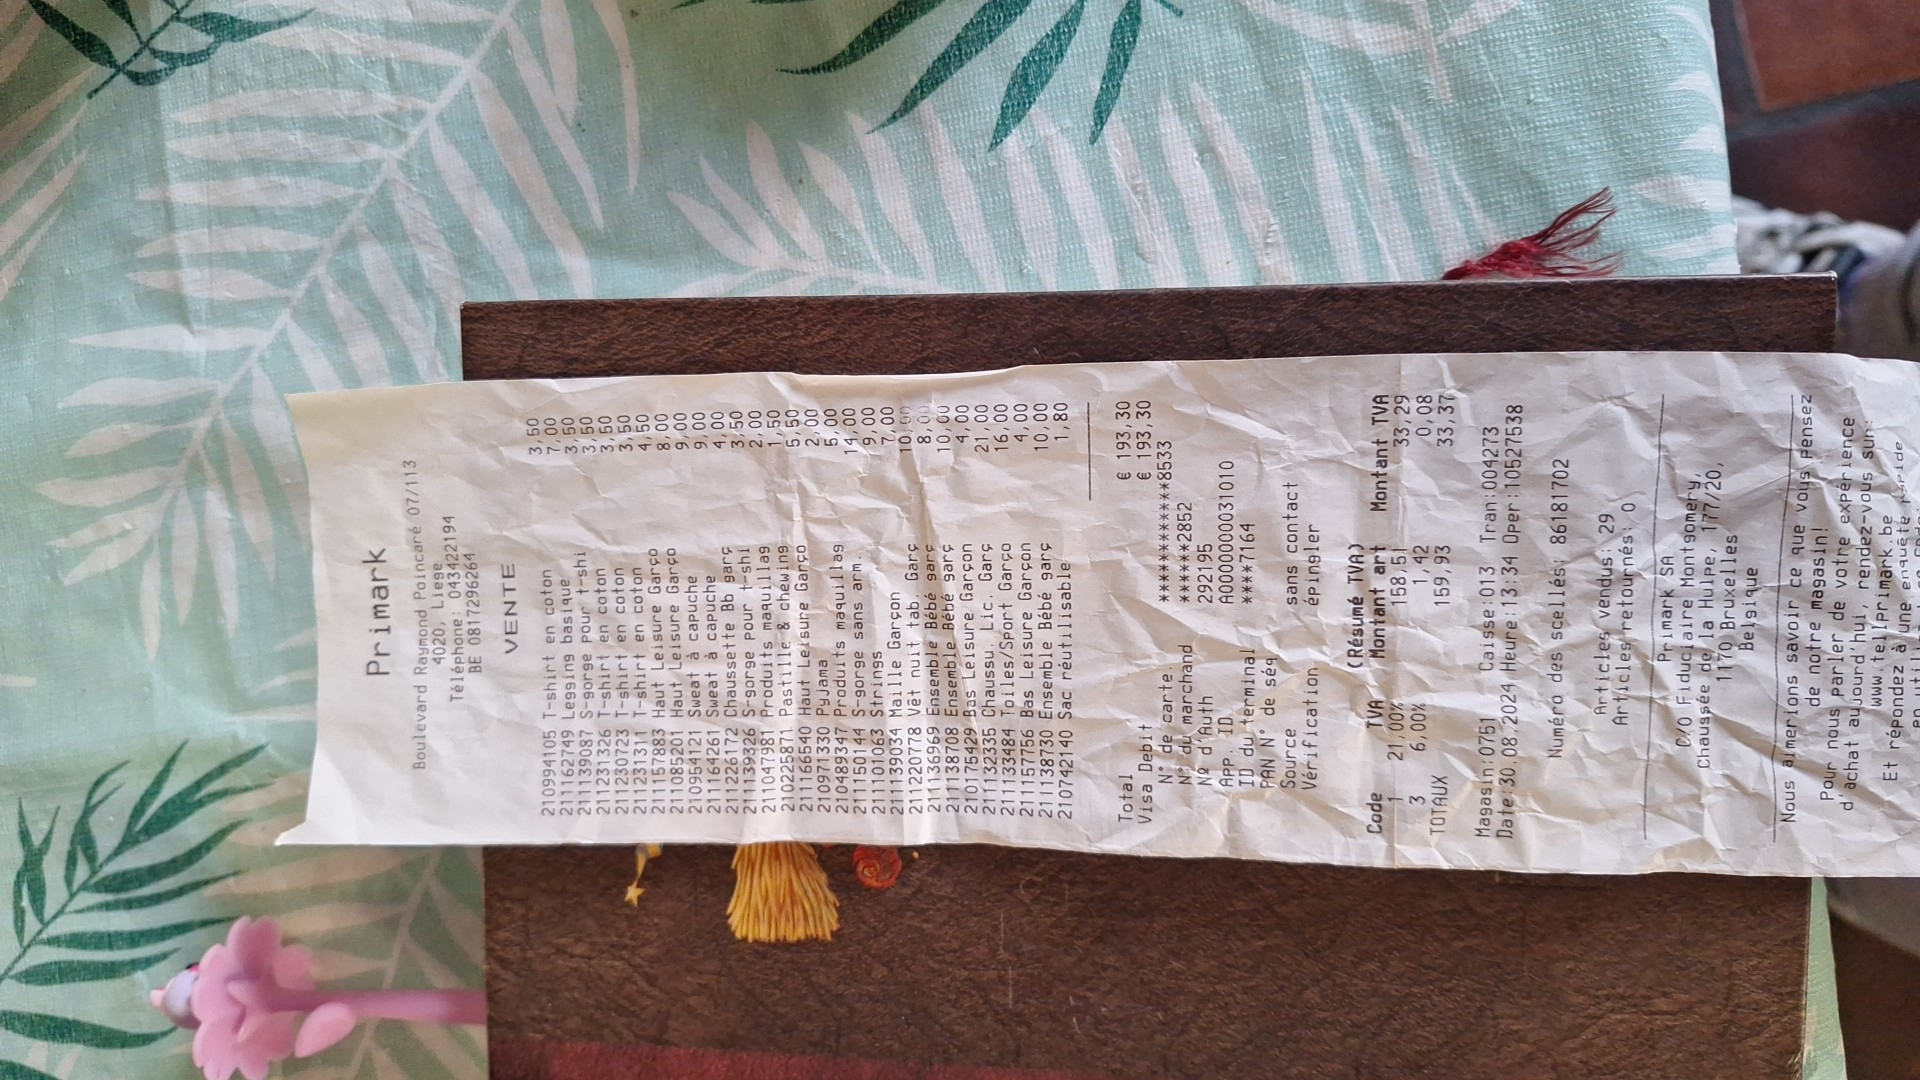 Primark
Boulevard Raymond Poincaré 07/13
4020, Liege
Téléphone: 043422194
BE 0817296264
VENTE
210994105 T-shirt en coton 3,50
211162749 Legging basique 7,00
211139087 S-gorge pour t-shi 3,50
211231326 T-shirt en coton 3,50
211230723 T-shirt en coton 3,50
211231311 T-shirt en coton 3,50
211157883 Haut Leisure Garço 4,50
211085201 Haut Leisure Garço 8,00
210954121 Sweat à capuche 9,00
211164261 Sweat à capuche 9,00
211226172 Chaussette Bb garç 4,00
211139326 S-gorge pour t-shi 3,50
211047981 Produits maquillag 2,00
210225871 Pastille & chewing 1,50
211166540 Haut Leisure Garço 5,50
210971330 Pyjama 2,00
210489347 Produits maquillag 5,00
211150144 S-gorge sans arm. 14,00
211101063 Strings 9,00
211139034 Maille Garçon 7,00
211220778 Vêt nuit tab. Garç 10,00
211136969 Ensemble Bébé garç 8,00
211138708 Ensemble Bébé garç 10,00
210175429 Bas Leisure Garçon 4,00
211132335 Chaussu. Lic. Garç 21,00
211133484 Toiles/Sport Garço 16,00
211157756 Bas Leisure Garçon 4,00
211138730 Ensemble Bébé garç 10,00
210742140 Sac réutilisable 1,80
Total € 193,30
Visa Debit € 193,30
N° de carte. ************8533
N° du marchand ******2852
N° d'Auth 292195
APP. ID. A0000000031010
ID du terminal ****7164
PAN N° de séq
Source sans contact
Vérification épingler
(Résumé TVA)
Code TVA Montant art Montant TVA
1 21,00% 158,51 33,29
3 6,00% 1,42 0,08
TOTAUX 159,93 33,37
Magasin:0751 Caisse:013 Tran:004273
Date:30.08.2024 Heure:13:34 Oper:10527538
Numéro des scellés: 86181702
Articles vendus: 29
Articles retournés: 0
Primark SA
C/O Fiduciaire Montgomery,
Chaussée de la Hulpe, 177/20,
1170 Bruxelles
Belgique
Nous aimerions savoir ce que vous pensez
de notre magasin!
Pour nous parler de votre expérience
d'achat aujourd'hui, rendez-vous sur:
www.tellprimark.be
Et répondez à une enquête rapide